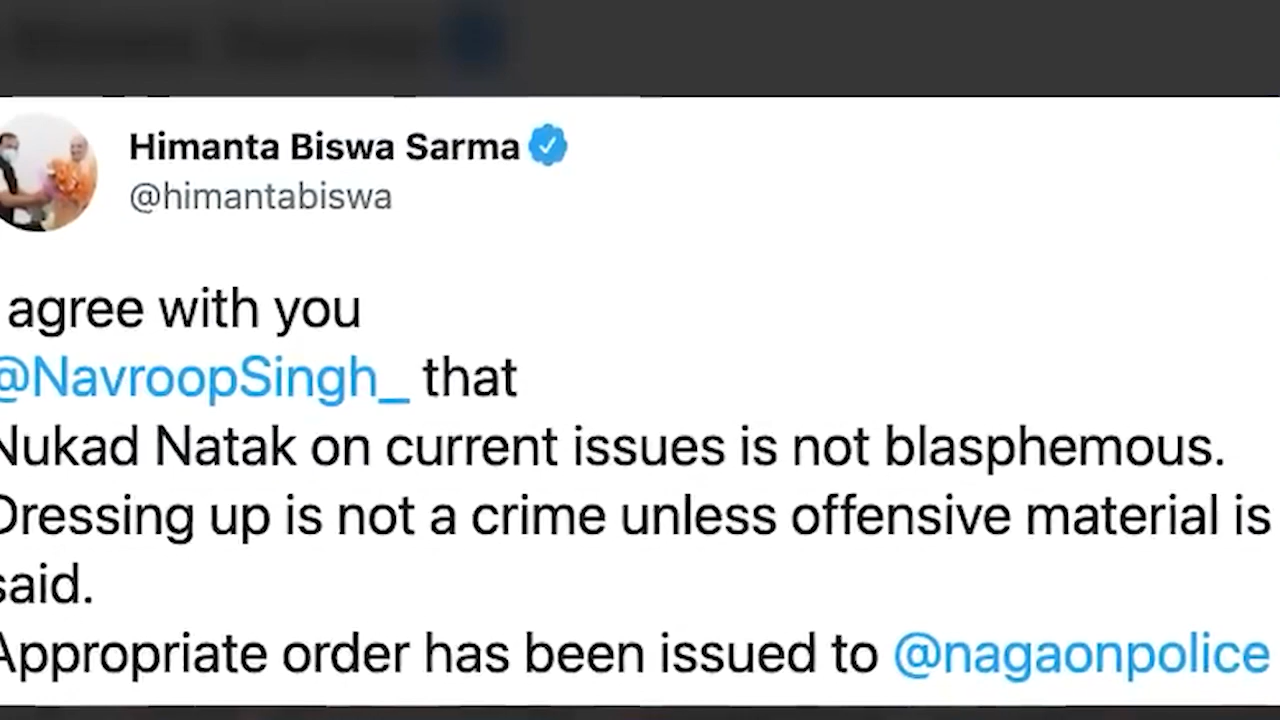 Himanta Biswa Sarma
@himantabiswa
agree with you
@NavroopSingh_ that
Nukad Natak on current issues is not blasphemous.
Dressing up is not a crime unless offensive material is
said.
Appropriate order has been issued to @nagaonpolice